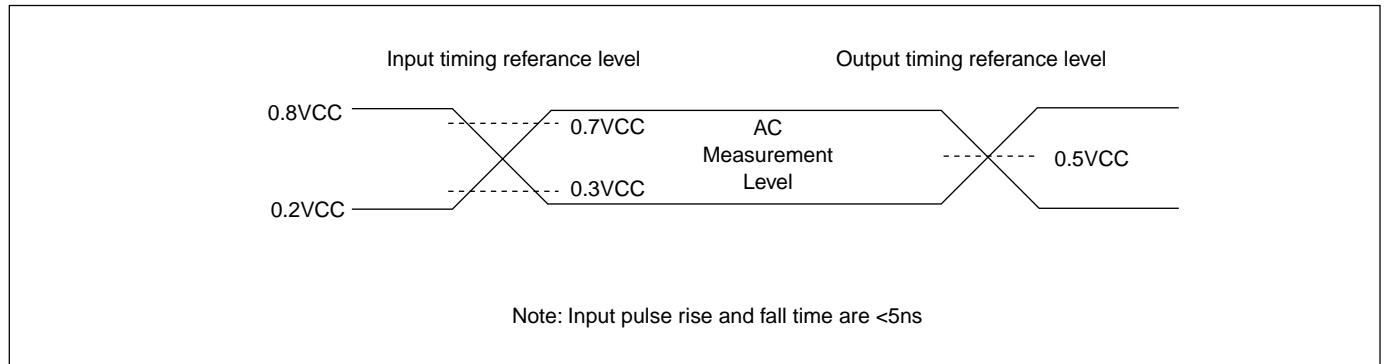 Input timing referance level
Output timing referance level
0.8VCC
0.7VCC
AC
Measurement
Level
0.5VCC
0.3VCC
0.2VCC
Note: Input pulse rise and fall time are <5ns